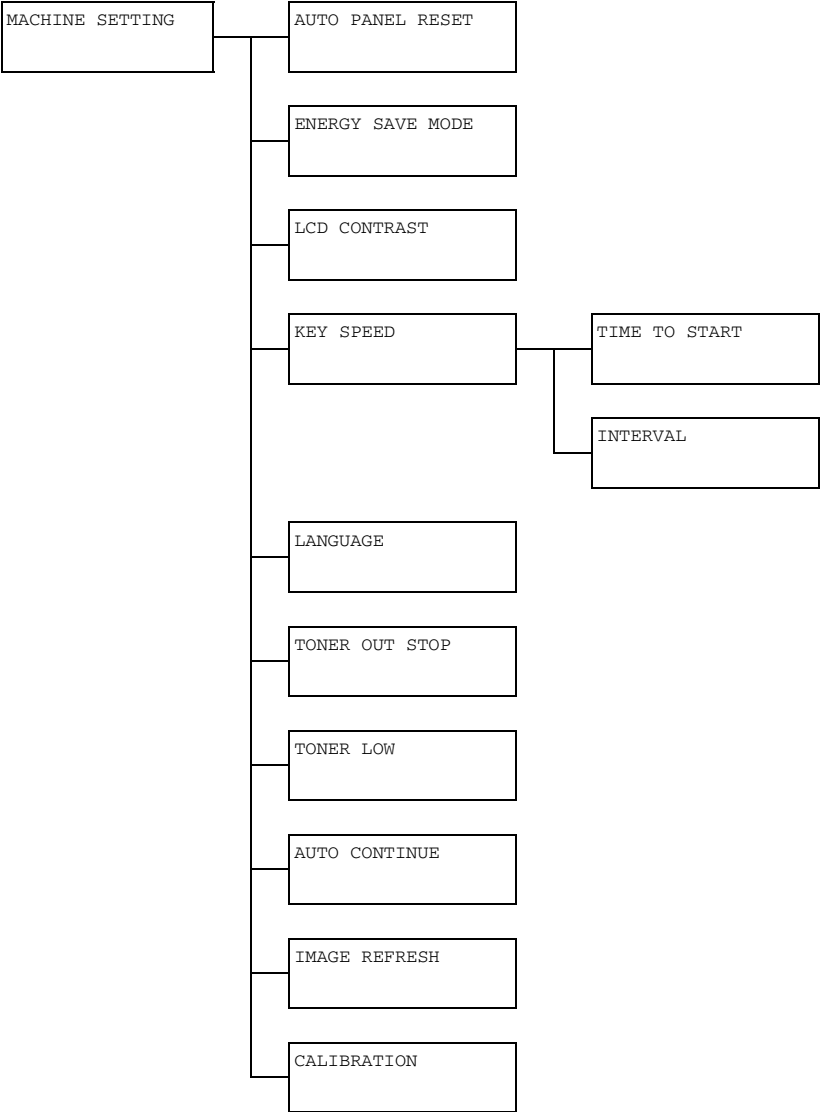 MACHINE SETTING
AUTO PANEL RESET
ENERGY SAVE MODE
LCD CONTRAST
KEY SPEED
TIME TO START
INTERVAL
LANGUAGE
TONER OUT STOP
TONER LOW
AUTO CONTINUE
IMAGE REFRESH
CALIBRATION